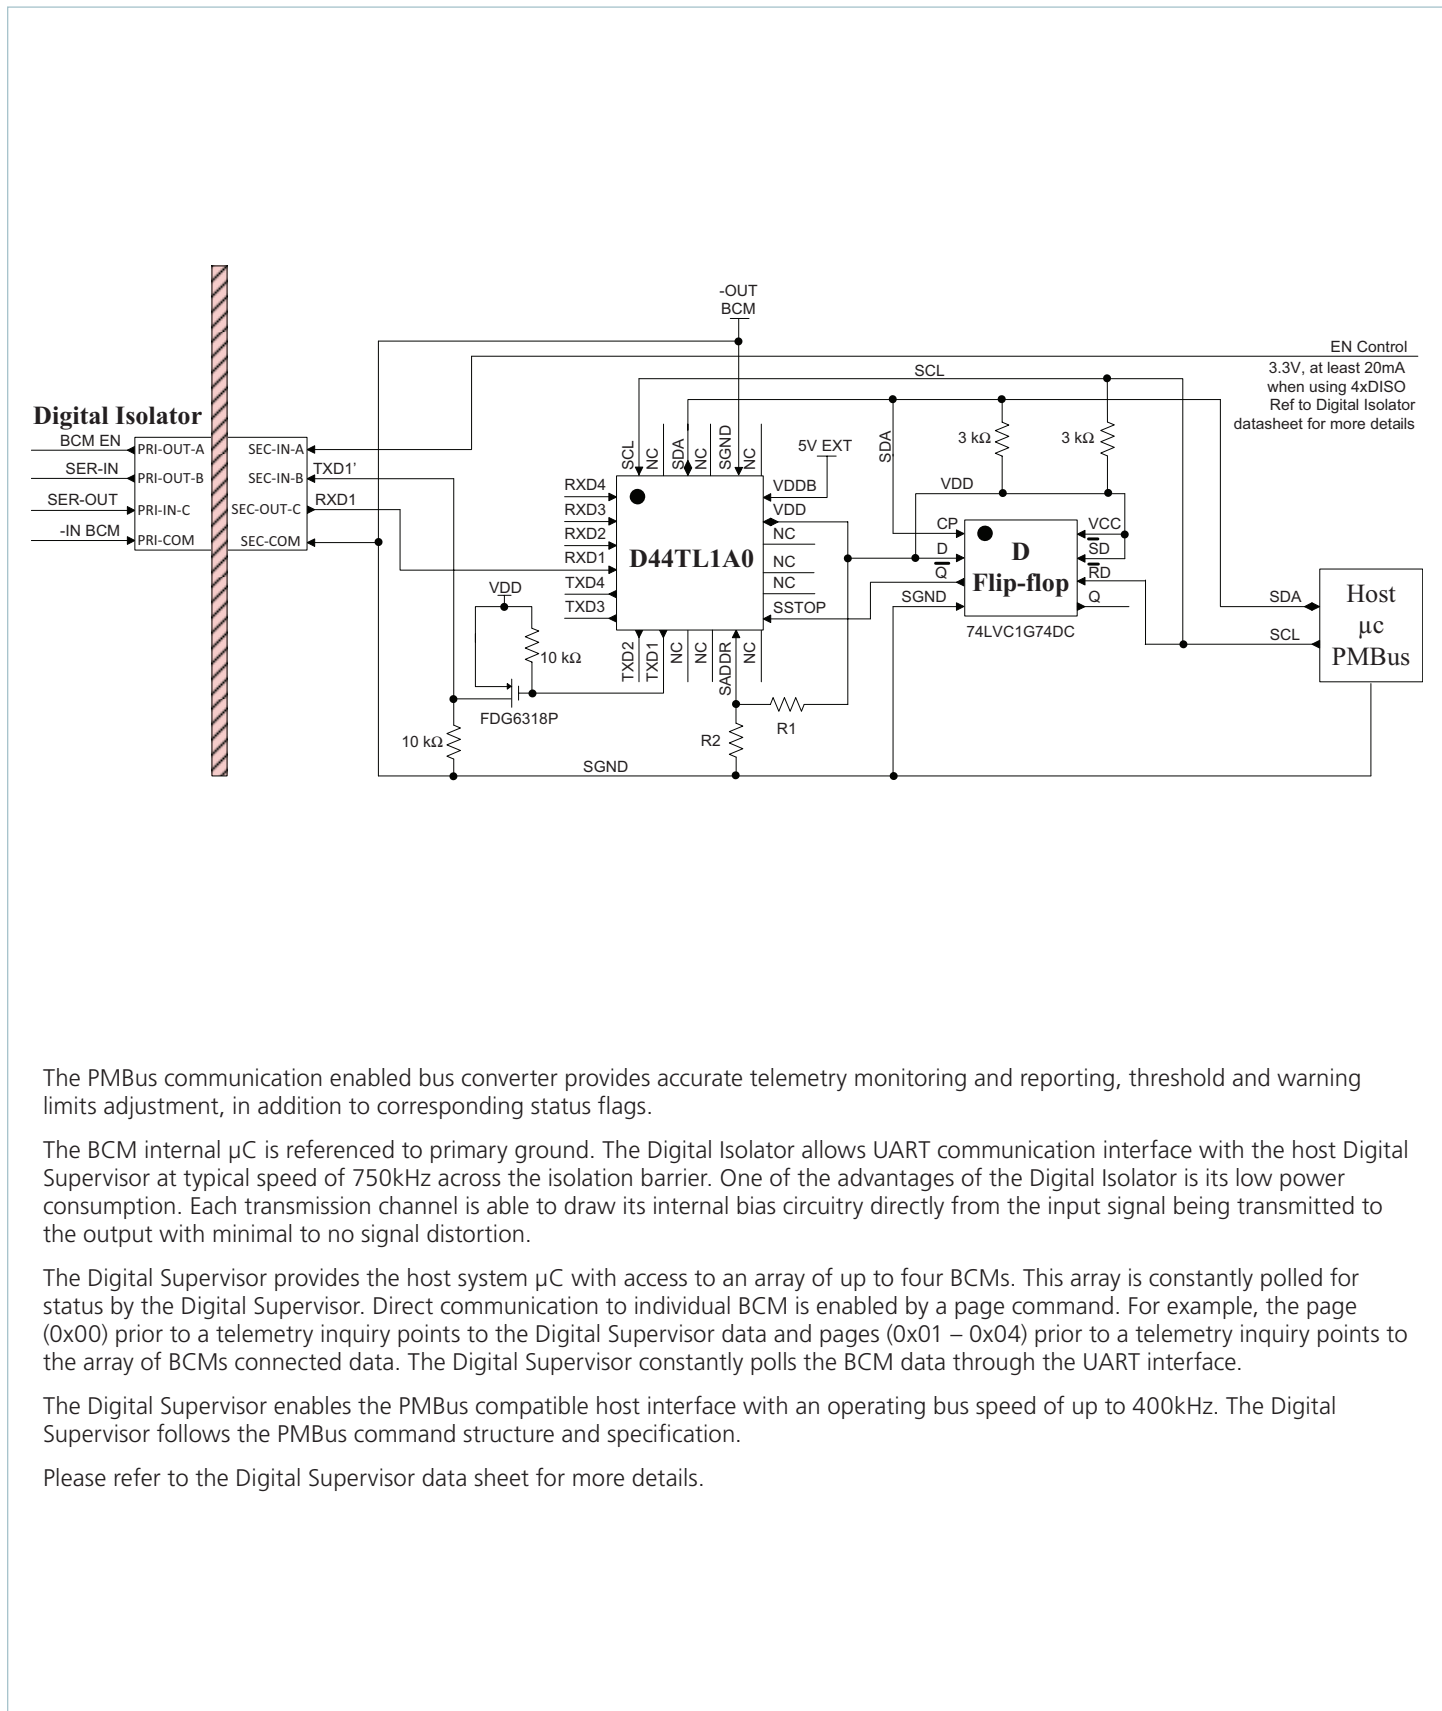 -OUT
BCM
EN Control
3.3V, at least 20mA
when using 4xDISO
Ref to Digital Isolator
datasheet for more details
SCL
Digital Isolator
BCM EN
PRI-OUT-A
SEC-IN-A
SER-IN
PRI-OUT-B
SEC-IN-B
TXD1'
SER-OUT
PRI-IN-C
SEC-OUT-C
RXD1
-IN BCM
PRI-COM
SEC-COM
SCL
NC
SDA
NC
SGND
NC
5V EXT
SDA
3 kΩ
3 kΩ
RXD4
RXD3
RXD2
RXD1
TXD4
TXD3
D44TL1A0
VDDB
VDD
NC
NC
NC
SSTOP
TXD2
TXD1
NC
NC
SADDR
NC
VDD
CP
D
Q
SGND
D
Flip-flop
VCC
SD
RD
Q
74LVC1G74DC
SDA
SCL
Host
µc
PMBus
VDD
10 kΩ
FDG6318P
10 kΩ
R1
R2
SGND
The PMBus communication enabled bus converter provides accurate telemetry monitoring and reporting, threshold and warning
limits adjustment, in addition to corresponding status flags.
The BCM internal µC is referenced to primary ground. The Digital Isolator allows UART communication interface with the host Digital
Supervisor at typical speed of 750kHz across the isolation barrier. One of the advantages of the Digital Isolator is its low power
consumption. Each transmission channel is able to draw its internal bias circuitry directly from the input signal being transmitted to
the output with minimal to no signal distortion.
The Digital Supervisor provides the host system µC with access to an array of up to four BCMs. This array is constantly polled for
status by the Digital Supervisor. Direct communication to individual BCM is enabled by a page command. For example, the page
(0x00) prior to a telemetry inquiry points to the Digital Supervisor data and pages (0x01 – 0x04) prior to a telemetry inquiry points to
the array of BCMs connected data. The Digital Supervisor constantly polls the BCM data through the UART interface.
The Digital Supervisor enables the PMBus compatible host interface with an operating bus speed of up to 400kHz. The Digital
Supervisor follows the PMBus command structure and specification.
Please refer to the Digital Supervisor data sheet for more details.